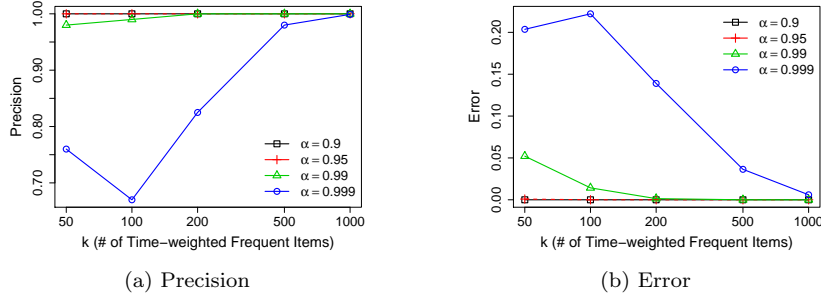 1.00
0.90
0.80
0.70
Precision
α = 0.9
α = 0.95
α = 0.99
α = 0.999
50 100 200 500 1000
k (# of Time−weighted Frequent Items)
(a) Precision
0.20
0.15
0.10
0.05
0.00
Error
α = 0.9
α = 0.95
α = 0.99
α = 0.999
50 100 200 500 1000
k (# of Time−weighted Frequent Items)
(b) Error